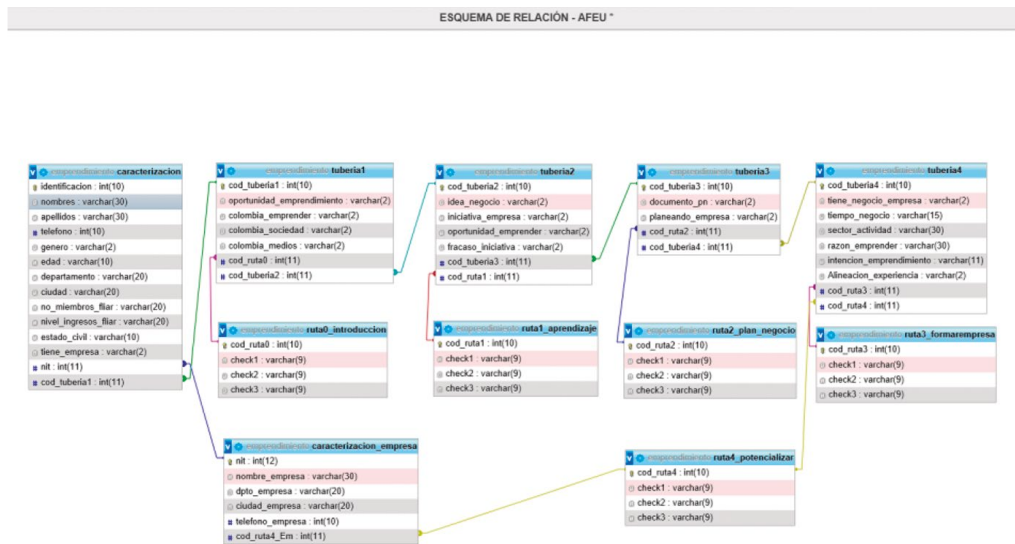 ESQUEMA DE RELACIÓN - AFEU "
emprendimiento caracterizacion
identificacion : int(10)
nombres : varchar(30)
apellidos : varchar(30)
telefono : int(10)
genero : varchar(2)
edad : varchar(10)
departamento : varchar(20)
ciudad : varchar(20)
no_miembros_fliar : varchar(20)
nivel_ingresos_fliar : varchar(20)
estado_civil : varchar(10)
tiene_empresa : varchar(2)
nit : int(11)
cod_tuberia1 : int(11)
emprendimiento tuberia1
cod_tuberia1 : int(10)
oportunidad_emprendimiento : varchar(2)
colombia_emprender : varchar(2)
colombia_sociedad : varchar(2)
colombia_medios : varchar(2)
cod_ruta0 : int(11)
cod_tuberia2 : int(11)
emprendimiento tuberia2
cod_tuberia2 : int(10)
idea_negocio : varchar(2)
iniciativa_empresa : varchar(2)
oportunidad_emprender : varchar(2)
fracaso_iniciativa : varchar(2)
cod_tuberia3 : int(11)
cod_ruta1 : int(11)
emprendimiento tuberia3
cod_tuberia3 : int(10)
documento_pn : varchar(2)
planeando_empresa : varchar(2)
cod_ruta2 : int(11)
cod_tuberia4 : int(11)
emprendimiento tuberia4
cod_tuberia4 : int(10)
tiene_negocio_empresa : varchar(2)
tiempo_negocio : varchar(15)
sector_actividad : varchar(30)
razon_emprender : varchar(30)
intencion_emprendimiento : varchar(11)
Alineacion_experiencia : varchar(2)
cod_ruta3 : int(11)
cod_ruta4 : int(11)
emprendimiento ruta0_introduccion
cod_ruta0 : int(10)
check1 : varchar(9)
check2 : varchar(9)
check3 : varchar(9)
emprendimiento ruta1_aprendizaje
cod_ruta1 : int(10)
check1 : varchar(9)
check2 : varchar(9)
check3 : varchar(9)
emprendimiento ruta2_plan_negocio
cod_ruta2 : int(10)
check1 : varchar(9)
check2 : varchar(9)
check3 : varchar(9)
emprendimiento ruta3_formarempresa
cod_ruta3 : int(10)
check1 : varchar(9)
check2 : varchar(9)
check3 : varchar(9)
emprendimiento caracterizacion_empresa
nit : int(12)
nombre_empresa : varchar(30)
dpto_empresa : varchar(20)
ciudad_empresa : varchar(20)
telefono_empresa : int(10)
cod_ruta4_Em : int(11)
emprendimiento ruta4_potencializar
cod_ruta4 : int(10)
check1 : varchar(9)
check2 : varchar(9)
check3 : varchar(9)